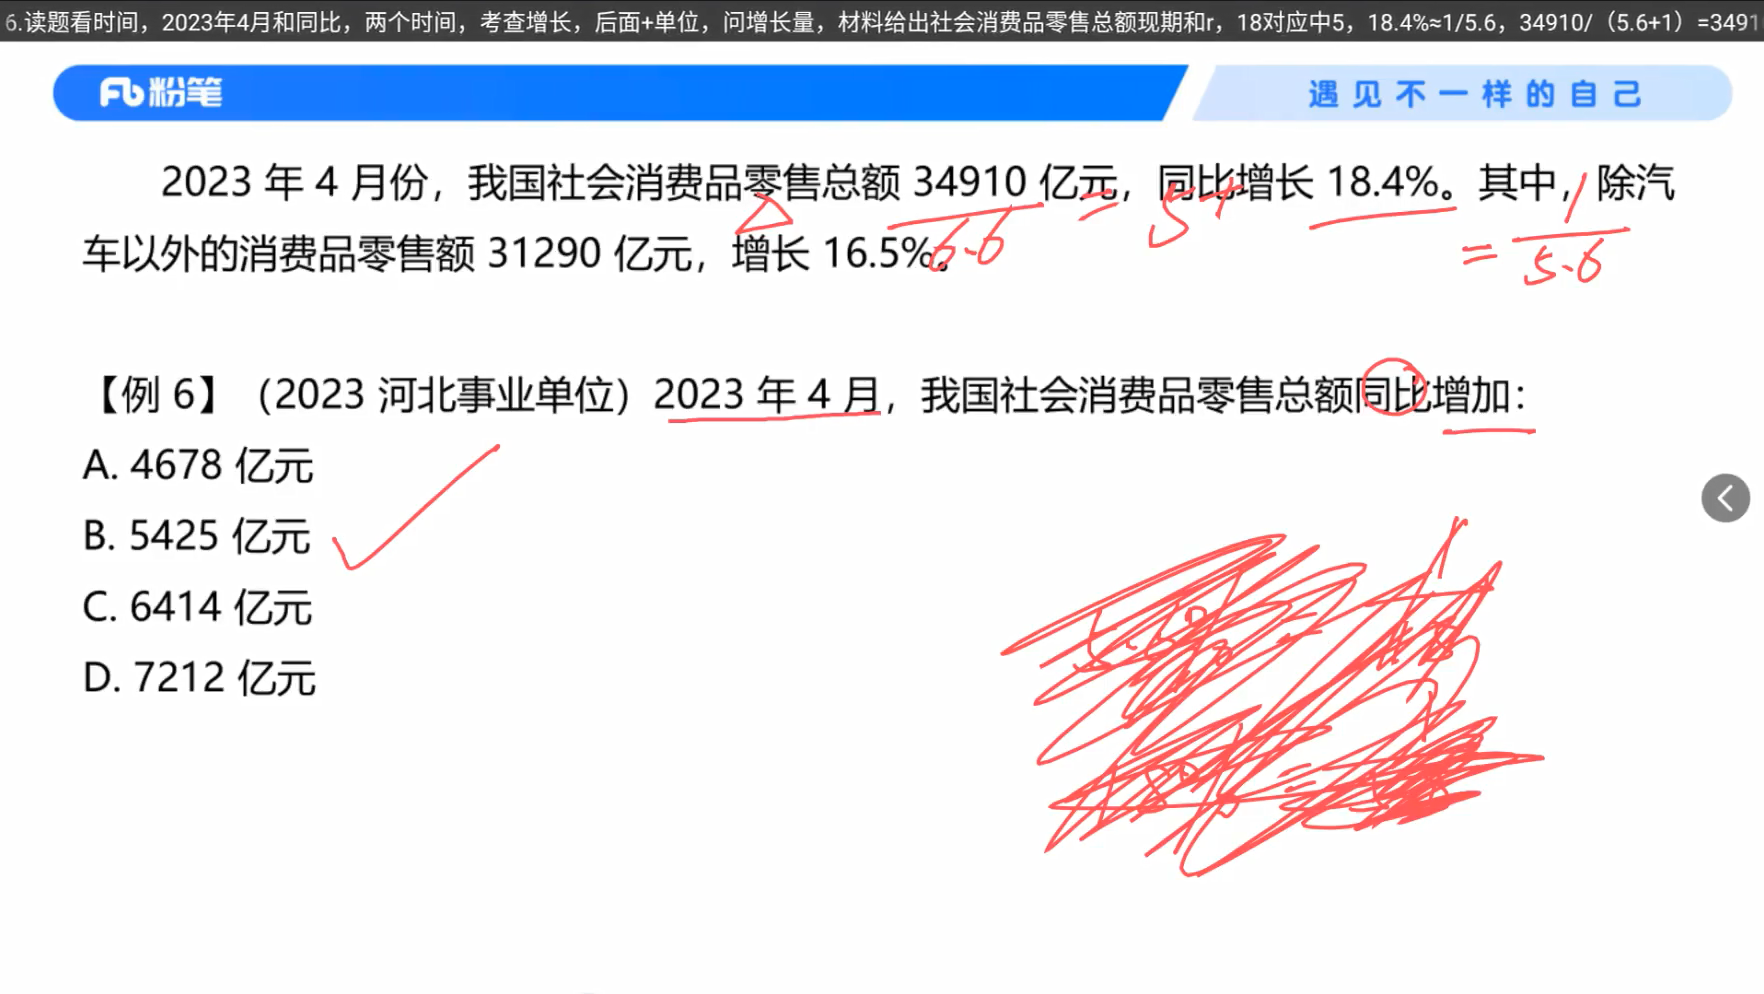 6.读题看时间，2023年4月和同比，两个时间，考查增长，后面+单位，问增长量，材料给出社会消费品零售总额现期和r，18对应中5，18.4%≈1/5.6，34910/（5.6+1）=3491
粉笔
遇见不一样的自己
2023 年 4 月份，我国社会消费品零售总额 34910 亿元，同比增长 18.4%。其中，除汽
车以外的消费品零售额 31290 亿元，增长 16.5%。
△
6.6
= 5+
= 1/5.6
【例 6】（2023 河北事业单位）2023 年 4 月，我国社会消费品零售总额同比增加：
A. 4678 亿元
B. 5425 亿元
C. 6414 亿元
D. 7212 亿元